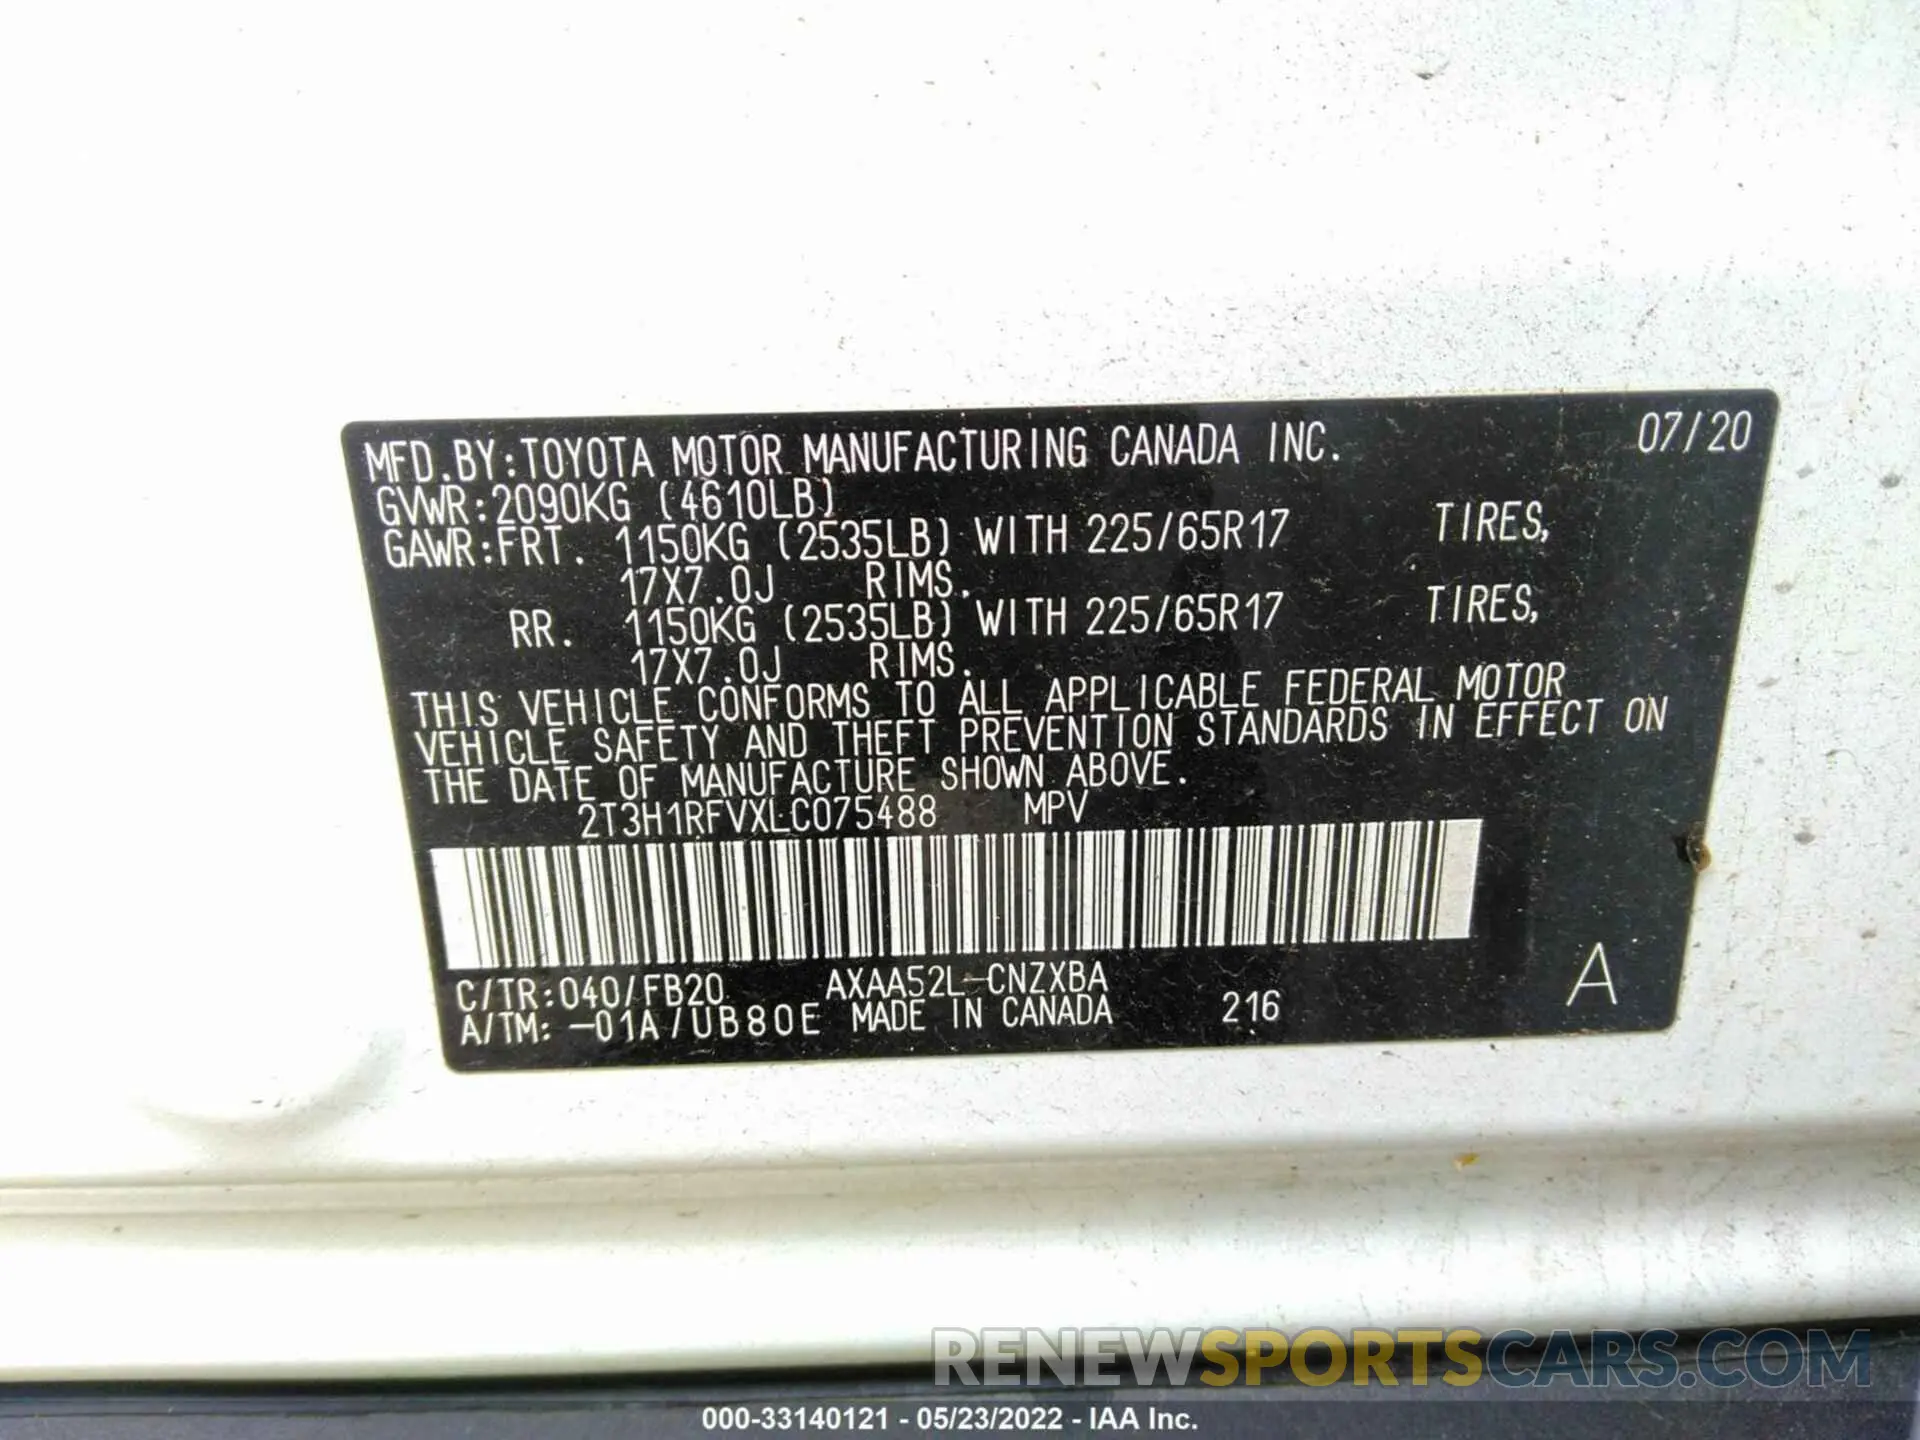 07/20
MFD.BY:TOYOTA MOTOR MANUFACTURING CANADA INC.
GVWR:2090KG (4610LB)
GAWR:FRT. 1150KG (2535LB) WITH 225/65R17 TIRES,
17X7.0J RIMS.
RR. 1150KG (2535LB) WITH 225/65R17 TIRES,
17X7.0J RIMS.
THIS VEHICLE CONFORMS TO ALL APPLICABLE FEDERAL MOTOR
VEHICLE SAFETY AND THEFT PREVENTION STANDARDS IN EFFECT ON
THE DATE OF MANUFACTURE SHOWN ABOVE.
2T3H1RFVXLC075488 MPV
C/TR:040/FB20 AXAA52L-CNZXBA
A/TM:-01A/UB80E MADE IN CANADA 216 A
RENEWSPORTSCARS.COM
000-33140121 - 05/23/2022 - IAA Inc.